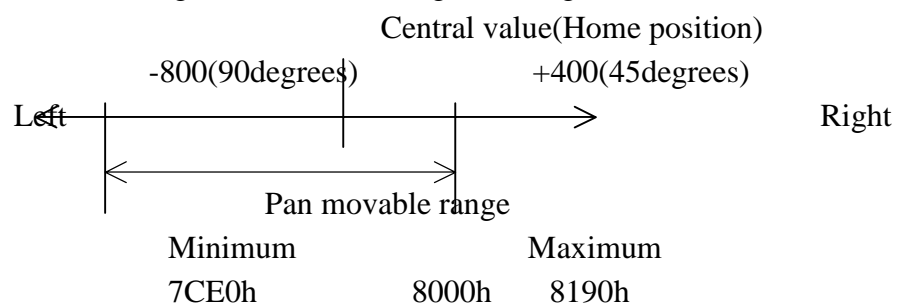 Central value(Home position)
-800(90degrees) +400(45degrees)
Left Right
Pan movable range
Minimum Maximum
7CE0h 8000h 8190h